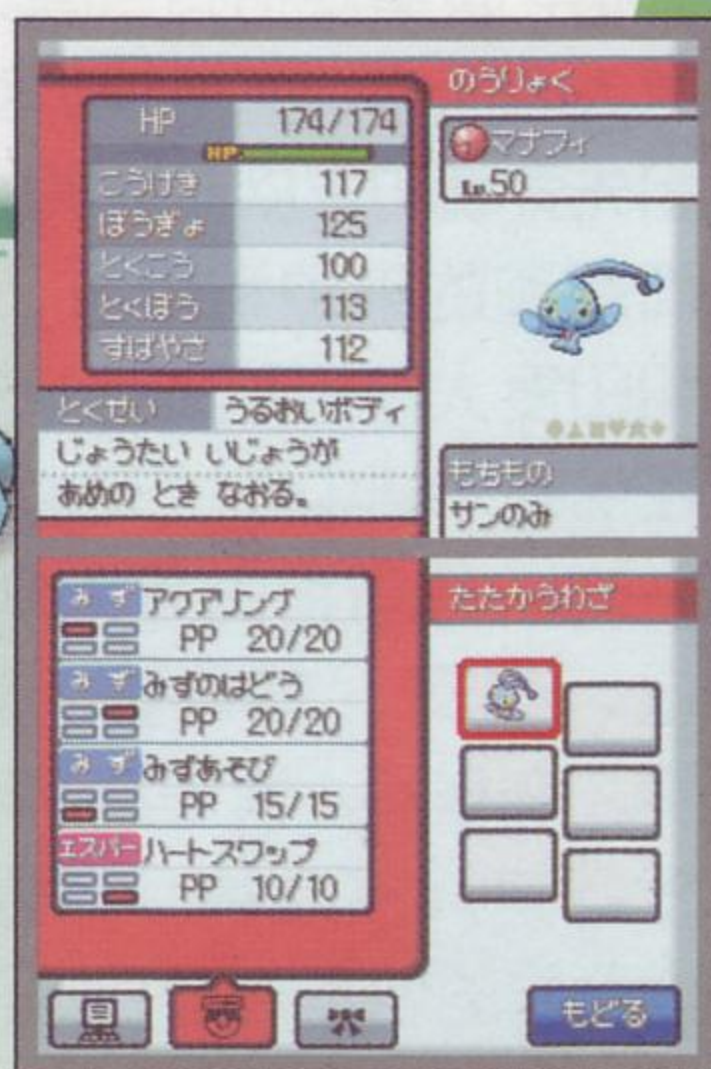 のうりょく
HP 174/174
HP
こうげき 117
ぼうぎょ 125
とくこう 100
とくぼう 113
すばやさ 112
マナフィ
Lv.50
とくせい うるおいボディ
じょうたい いじょうが
あめの とき なおる。
もちもの
サンのみ
たたかうわざ
みず アクアリング
PP 20/20
みず みずのはどう
PP 20/20
みず みずあそび
PP 15/15
エスパー ハートスワップ
PP 10/10
もどる